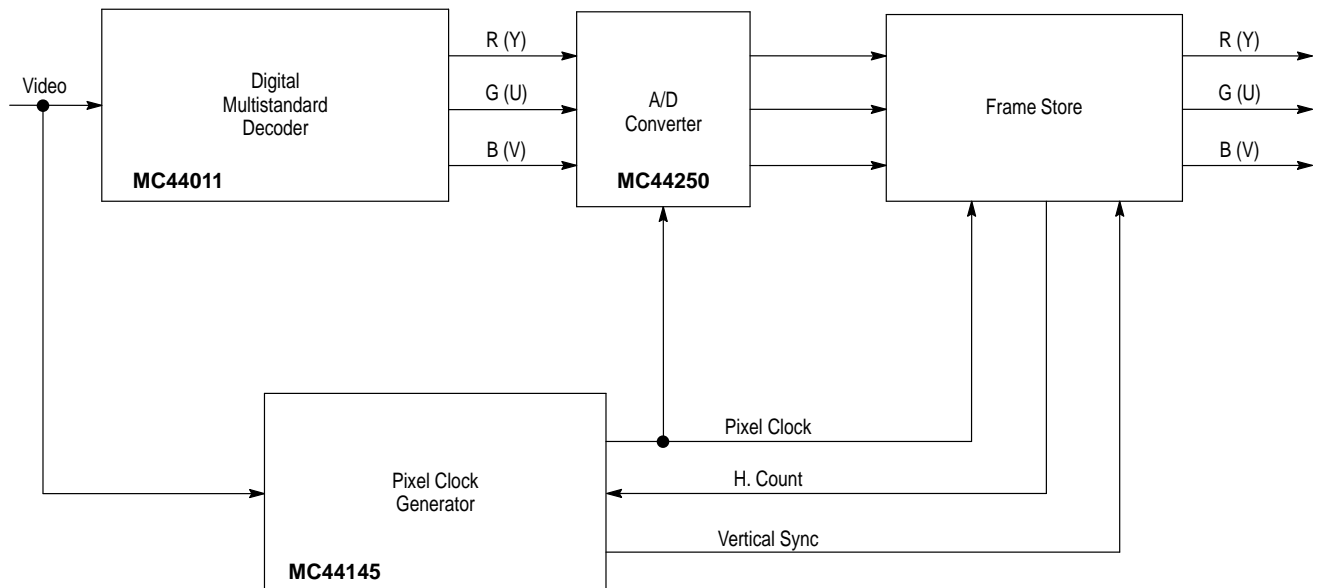 Video
Digital
Multistandard
Decoder
MC44011
R (Y)
G (U)
B (V)
A/D
Converter
MC44250
Frame Store
R (Y)
G (U)
B (V)
Pixel Clock
Generator
MC44145
Pixel Clock
H. Count
Vertical Sync